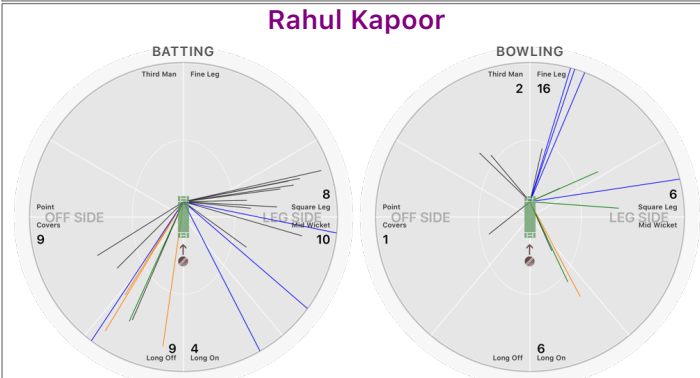 Rahul Kapoor
BATTING
Third Man Fine Leg
8
Point Square Leg
OFF SIDE LEG SIDE
Covers Mid Wicket
9 10
9 4
Long Off Long On
BOWLING
Third Man Fine Leg
2 16
6
Point Square Leg
OFF SIDE LEG SIDE
Covers Mid Wicket
1
6
Long Off Long On